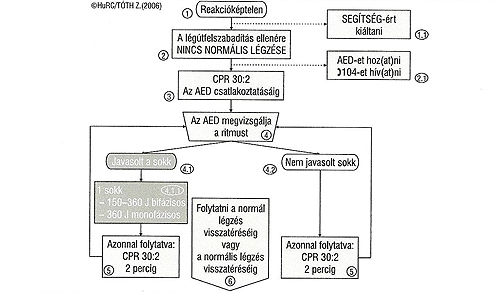 ©HuRC/TÓTH Z.(2006)
① Reakcióképtelen
SEGÍTSÉG-ért
kiáltani
1,1
A légútfelszabadítás ellenére
NINCS NORMÁLIS LÉGZÉSE
②
AED-et hoz(at)ni
104-et hív(at)ni
2,1
CPR 30:2
Az AED csatlakoztatásáig
③
Az AED megvizsgálja
a ritmust
④
Javasolt a sokk
4,1
4,2
Nem javasolt sokk
1 sokk
4,1,1
– 150–360 J bifázisos
– 360 J monofázisos
Azonnal folytatva:
CPR 30:2
2 percig
⑤
Folytatni a normál
légzés
visszatéréséig
vagy
a normális légzés
visszatéréséig
⑥
Azonnal folytatva:
CPR 30:2
2 percig
⑤